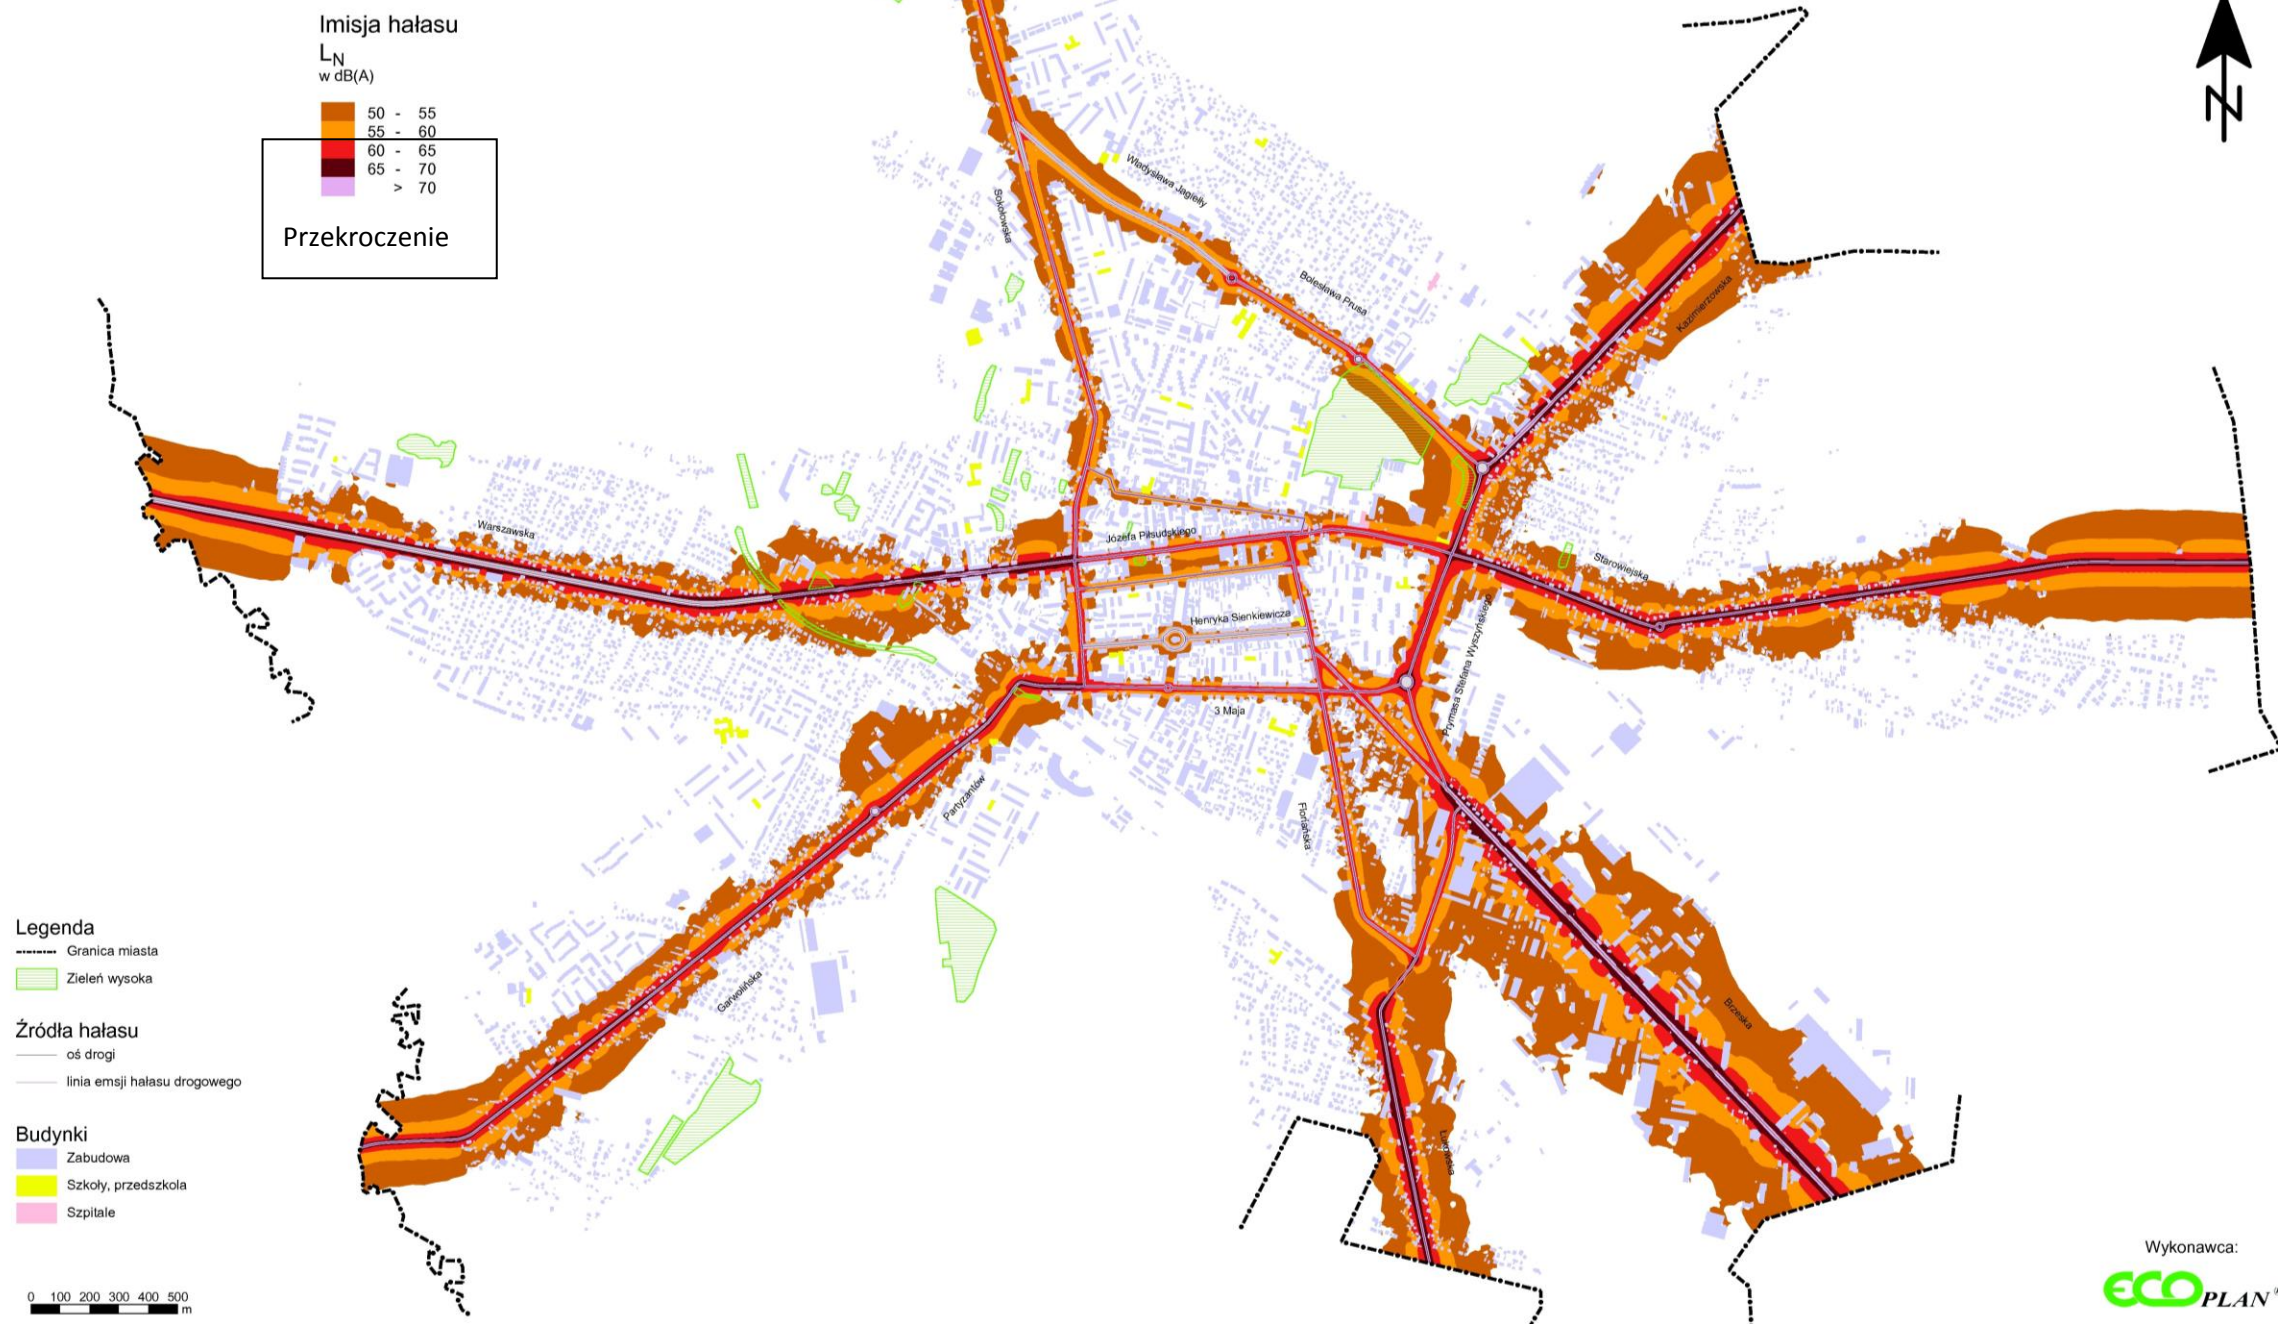 Imisja hałasu
LN
w dB(A)
50 - 55
55 - 60
60 - 65
65 - 70
> 70
Przekroczenie
N
Władysława Jagiełły
Sokołowska
Bolesława Prusa
Kazimierzowska
Warszawska
Józefa Piłsudskiego
Starowiejska
Henryka Sienkiewicza
Prymasa Stefana Wyszyńskiego
3 Maja
Partyzantów
Floriańska
Garwolińska
Brzeska
Łukowska
Legenda
Granica miasta
Zieleń wysoka
Źródła hałasu
oś drogi
linia emsji hałasu drogowego
Budynki
Zabudowa
Szkoły, przedszkola
Szpitale
0 100 200 300 400 500
m
Wykonawca:
ECO PLAN ®